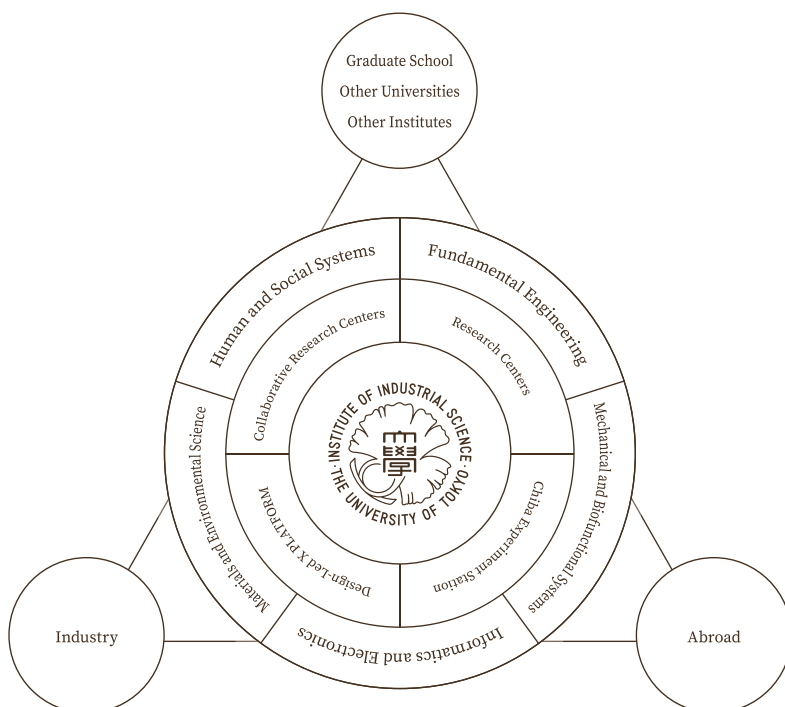 Graduate School
Other Universities
Other Institutes
Human and Social Systems
Fundamental Engineering
Collaborative Research Centers
Research Centers
· INSTITUTE OF INDUSTRIAL SCIENCE ·
THE UNIVERSITY OF TOKYO
大學
Materials and Environmental Science
Mechanical and Biofunctional Systems
Design-Led X PLATFORM
Chiba Experiment Station
Informatics and Electronics
Industry
Abroad